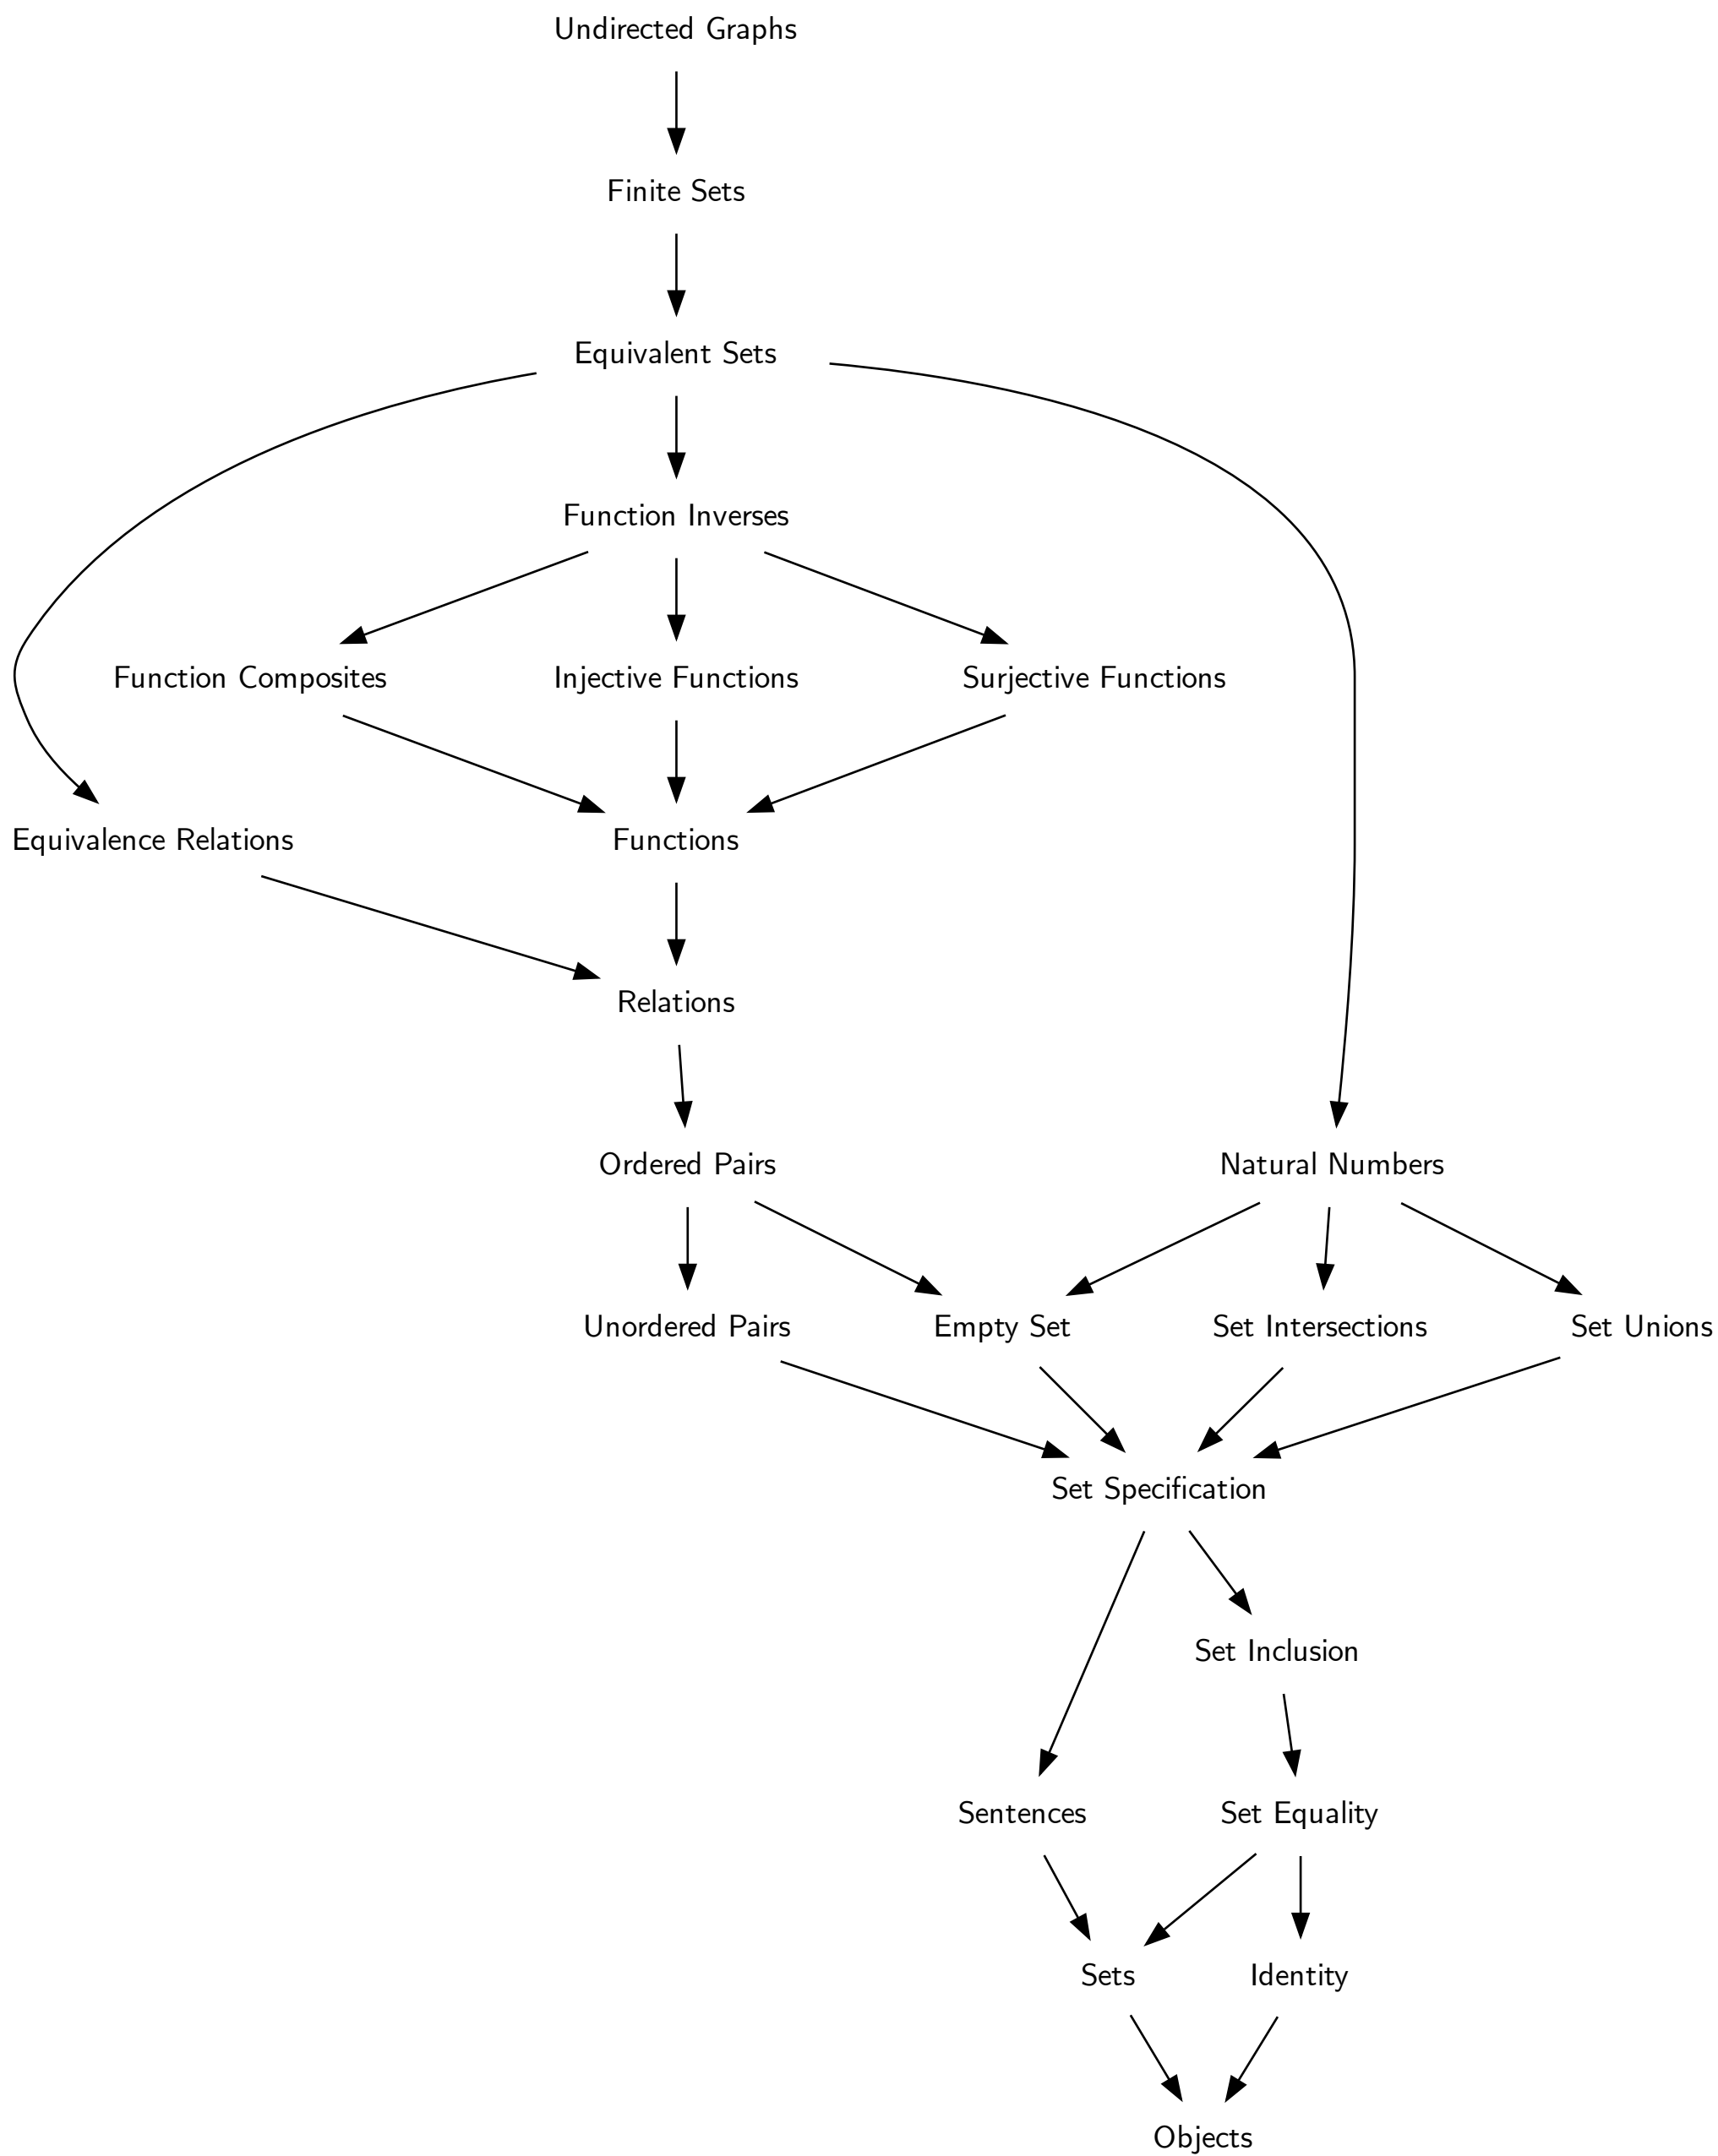 Undirected Graphs
Finite Sets
Equivalent Sets
Function Inverses
Function Composites
Injective Functions
Surjective Functions
Equivalence Relations
Functions
Relations
Ordered Pairs
Natural Numbers
Unordered Pairs
Empty Set
Set Intersections
Set Unions
Set Specification
Set Inclusion
Sentences
Set Equality
Sets
Identity
Objects